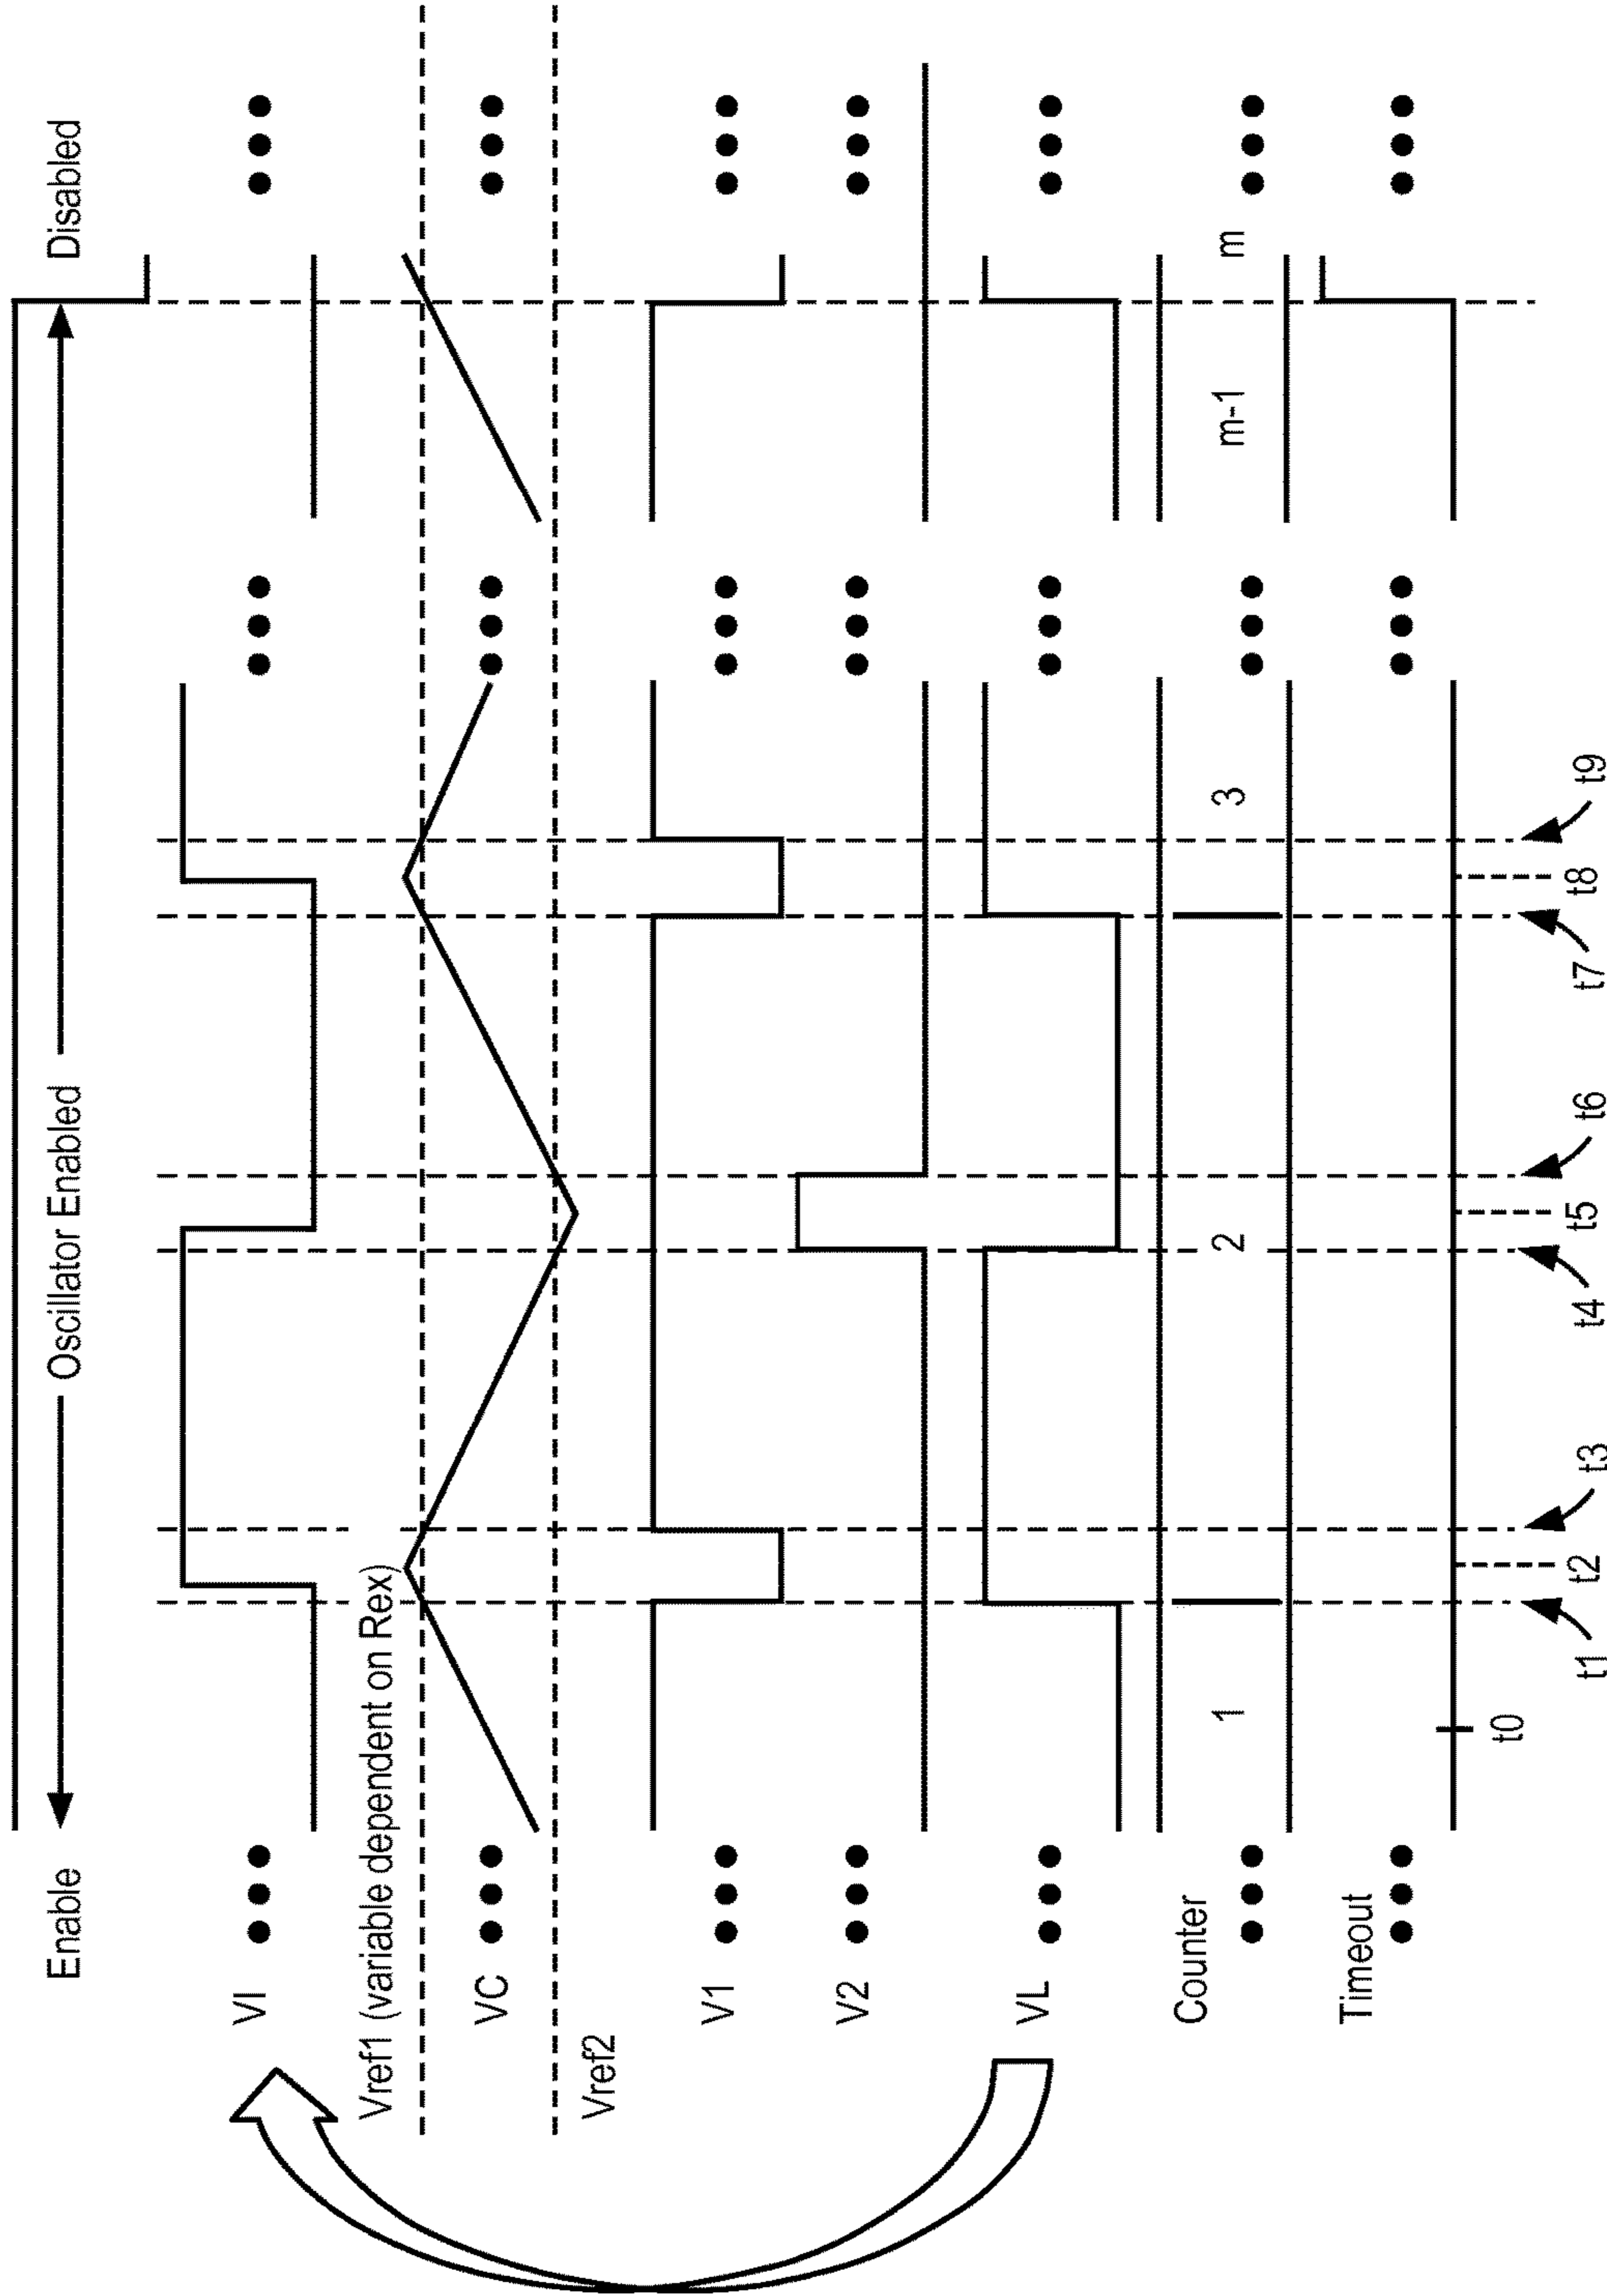 Enable
Oscillator Enabled
Disabled
VI
Vref1 (variable dependent on Rex)
VC
Vref2
V1
V2
VL
Counter
1
2
3
m-1
m
Timeout
t0
t1
t2
t3
t4
t5
t6
t7
t8
t9